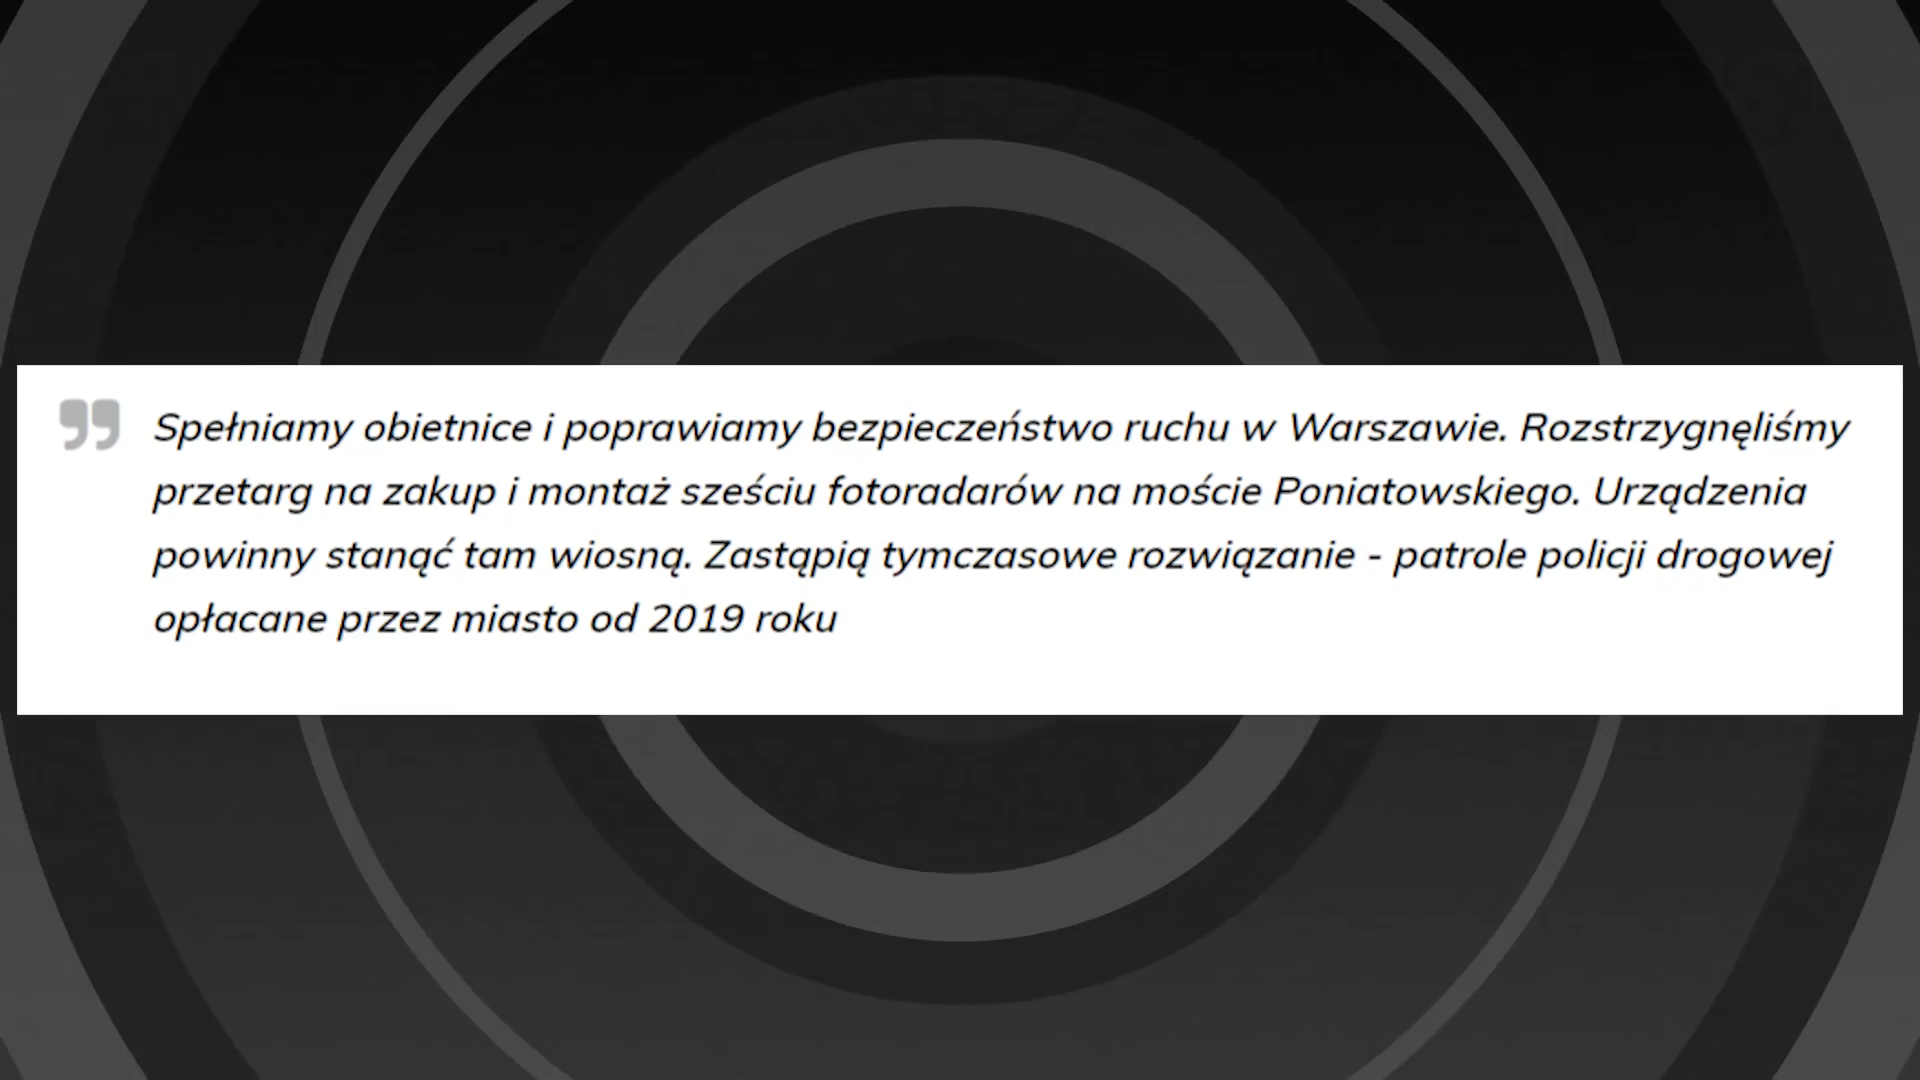 Spełniamy obietnice i poprawiamy bezpieczeństwo ruchu w Warszawie. Rozstrzygnęliśmy
przetarg na zakup i montaż sześciu fotoradarów na moście Poniatowskiego. Urządzenia
powinny stanąć tam wiosną. Zastąpią tymczasowe rozwiązanie - patrole policji drogowej
opłacane przez miasto od 2019 roku